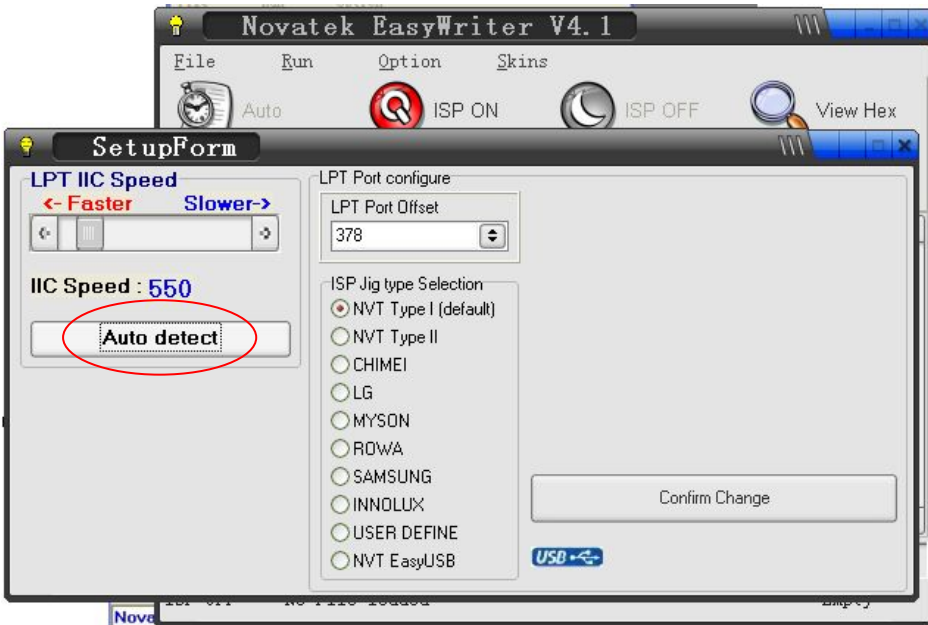 Novatek EasyWriter V4.1
File Run Option Skins
Auto ISP ON ISP OFF View Hex
SetupForm
LPT IIC Speed
<- Faster Slower->
IIC Speed : 550
Auto detect
LPT Port configure
LPT Port Offset
378
ISP Jig type Selection
NVT Type I (default)
NVT Type II
CHIMEI
LG
MYSON
ROWA
SAMSUNG
INNOLUX
USER DEFINE
NVT EasyUSB
Confirm Change
USB
Nova